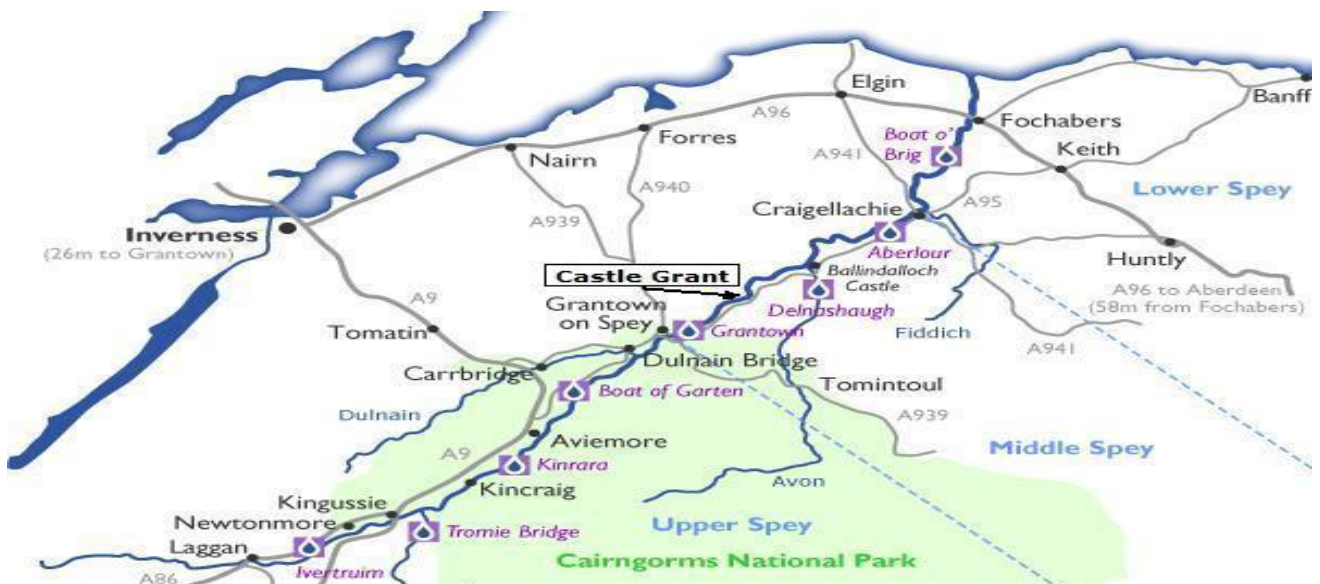 Elgin
Banff
A96
Fochabers
Forres
Boat o'
Brig
Nairn
A941
Keith
A940
Lower Spey
A95
Craigellachie
A939
Inverness
(26m to Grantown)
Aberlour
Huntly
Castle Grant
Ballindalloch
Castle
A96 to Aberdeen
(58m from Fochabers)
A9
Grantown
on Spey
Delnashaugh
Tomatin
Grantown
Fiddich
A941
Dulnain Bridge
Carrbridge
Tomintoul
Boat of Garten
Dulnain
A939
Aviemore
Middle Spey
A9
Kinrara
Kincraig
Avon
Kingussie
Newtonmore
Upper Spey
Tromie Bridge
Laggan
Cairngorms National Park
Ivertruim
A86